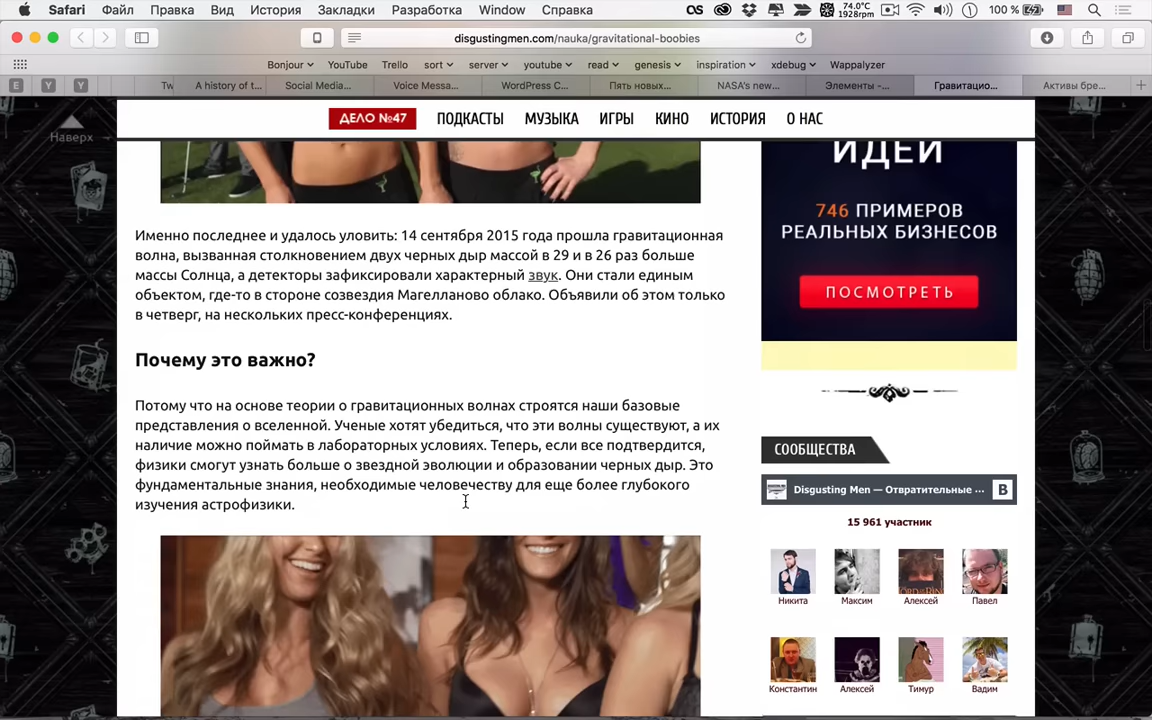 Safari Файл Правка Вид История Закладки Разработка Window Справка 74.0°C 1928rpm 100 %
disgustingmen.com/nauka/gravitational-boobies
Bonjour YouTube Trello sort server youtube read genesis inspiration xdebug Wappalyzer
E Y Y Tw A history of t... Social Media... Voice Messa... WordPress C... Пять новых... NASA's new... Элементы -... Гравитацио... Активы бре...
Наверх
ДЕЛО №47 ПОДКАСТЫ МУЗЫКА ИГРЫ КИНО ИСТОРИЯ О НАС
Именно последнее и удалось уловить: 14 сентября 2015 года прошла гравитационная
волна, вызванная столкновением двух черных дыр массой в 29 и в 26 раз больше
массы Солнца, а детекторы зафиксировали характерный звук. Они стали единым
объектом, где-то в стороне созвездия Магелланово облако. Объявили об этом только
в четверг, на нескольких пресс-конференциях.
Почему это важно?
Потому что на основе теории о гравитационных волнах строятся наши базовые
представления о вселенной. Ученые хотят убедиться, что эти волны существуют, а их
наличие можно поймать в лабораторных условиях. Теперь, если все подтвердится,
физики смогут узнать больше о звездной эволюции и образовании черных дыр. Это
фундаментальные знания, необходимые человечеству для еще более глубокого
изучения астрофизики.
ИДЕИ
746 ПРИМЕРОВ
РЕАЛЬНЫХ БИЗНЕСОВ
ПОСМОТРЕТЬ
СООБЩЕСТВА
Disgusting Men — Отвратительные ... B
15 961 участник
Никита Максим Алексей Павел
Константин Алексей Тимур Вадим